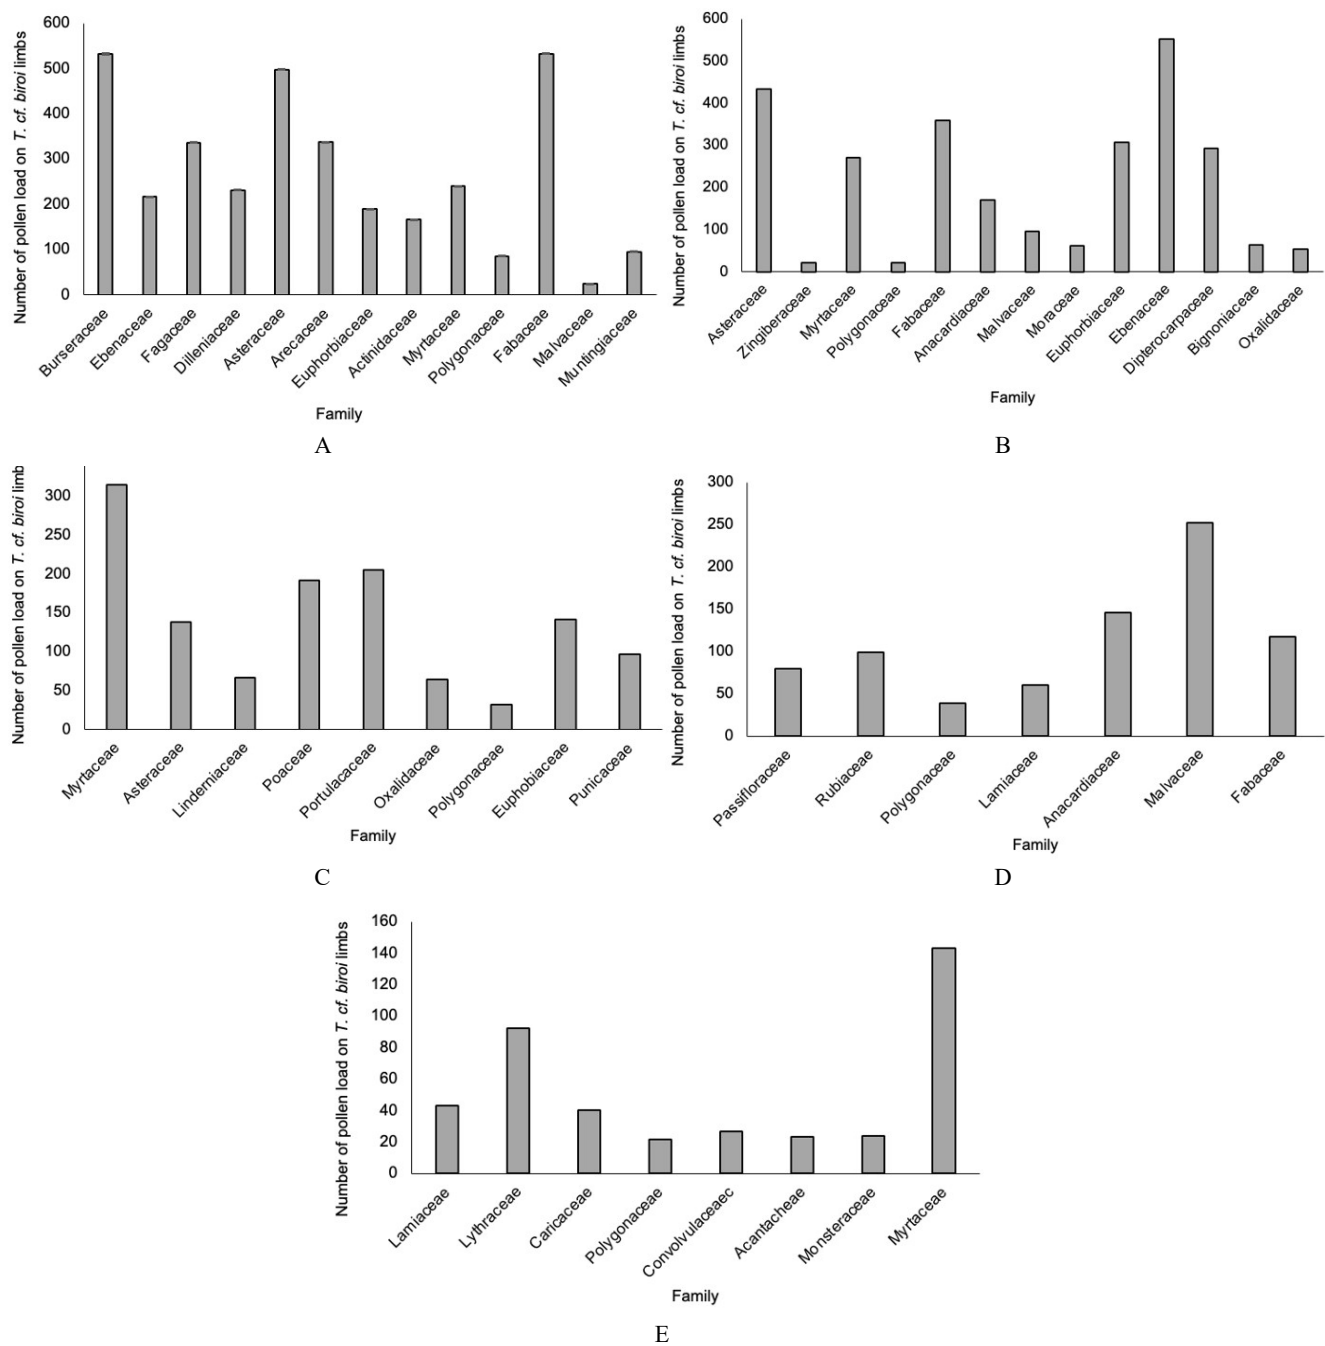 Number of pollen load on T. cf. biroi limbs
600
500
400
300
200
100
0
Burseraceae
Ebenaceae
Fagaceae
Dilleniaceae
Asteraceae
Arecaceae
Euphorbiaceae
Actinidaceae
Myrtaceae
Polygonaceae
Fabaceae
Malvaceae
Muntingiaceae
Family
A
Number of pollen load on T. cf. biroi limbs
600
500
400
300
200
100
0
Asteraceae
Zingiberaceae
Myrtaceae
Polygonaceae
Fabaceae
Anacardiaceae
Malvaceae
Moraceae
Euphorbiaceae
Ebenaceae
Dipterocarpaceae
Bignoniaceae
Oxalidaceae
Family
B
Number of pollen load on T. cf. biroi limb
300
250
200
150
100
50
0
Myrtaceae
Asteraceae
Linderniaceae
Poaceae
Portulacaceae
Oxalidaceae
Polygonaceae
Euphobiaceae
Punicaceae
Family
C
Number of pollen load on T. cf. biroi limbs
300
250
200
150
100
50
0
Passifloraceae
Rubiaceae
Polygonaceae
Lamiaceae
Anacardiaceae
Malvaceae
Fabaceae
Family
D
Number of pollen load on T. cf. biroi limbs
160
140
120
100
80
60
40
20
0
Lamiaceae
Lythraceae
Caricaceae
Polygonaceae
Convolvulaceaec
Acantacheae
Monsteraceae
Myrtaceae
Family
E